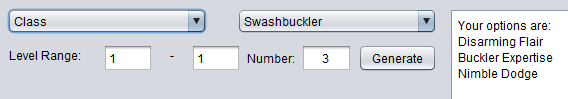 Class Swashbuckler
Level Range: 1 - 1 Number: 3 Generate
Your options are:
Disarming Flair
Buckler Expertise
Nimble Dodge